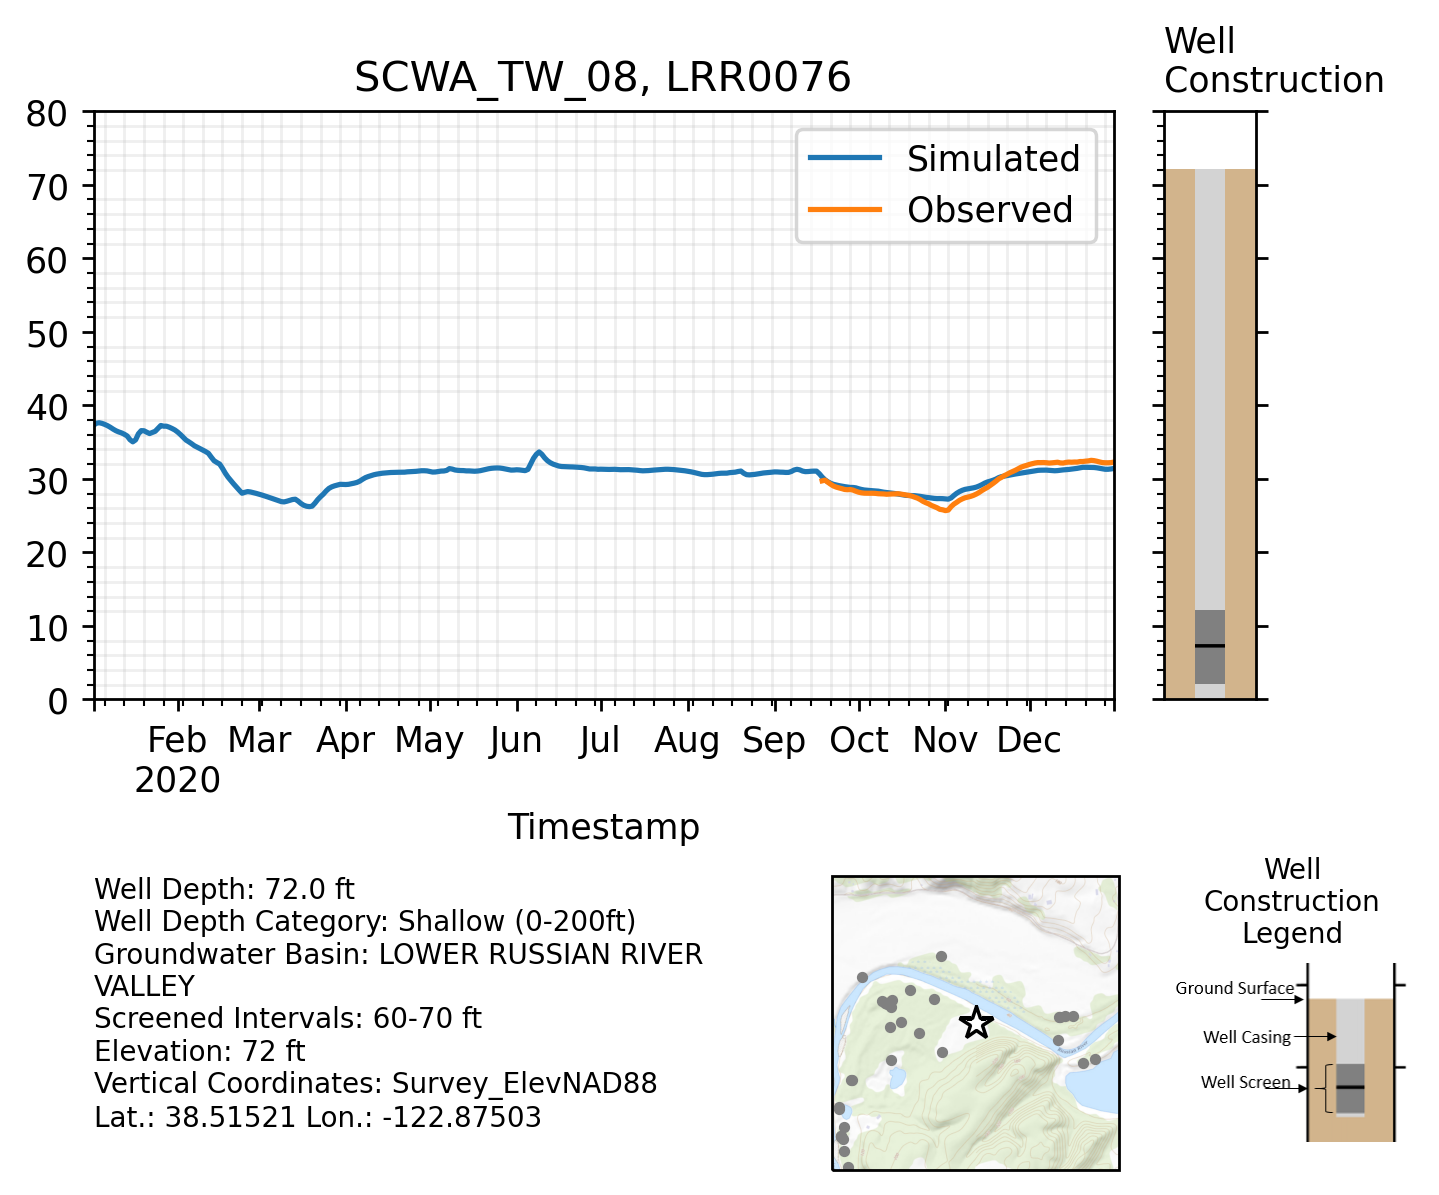 Well
Construction
SCWA_TW_08, LRR0076
80
70
60
50
40
30
20
10
0
Simulated
Observed
Feb Mar Apr May Jun Jul Aug Sep Oct Nov Dec
2020
Timestamp
Well Depth: 72.0 ft
Well Depth Category: Shallow (0-200ft)
Groundwater Basin: LOWER RUSSIAN RIVER
VALLEY
Screened Intervals: 60-70 ft
Elevation: 72 ft
Vertical Coordinates: Survey_ElevNAD88
Lat.: 38.51521 Lon.: -122.87503
Russian River
Well
Construction
Legend
Ground Surface
Well Casing
Well Screen